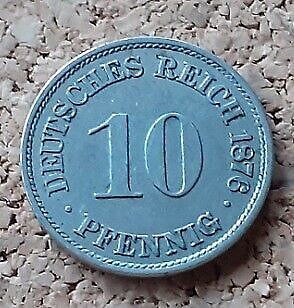 DEUTSCHES REICH 1876
10
· PFENNIG ·